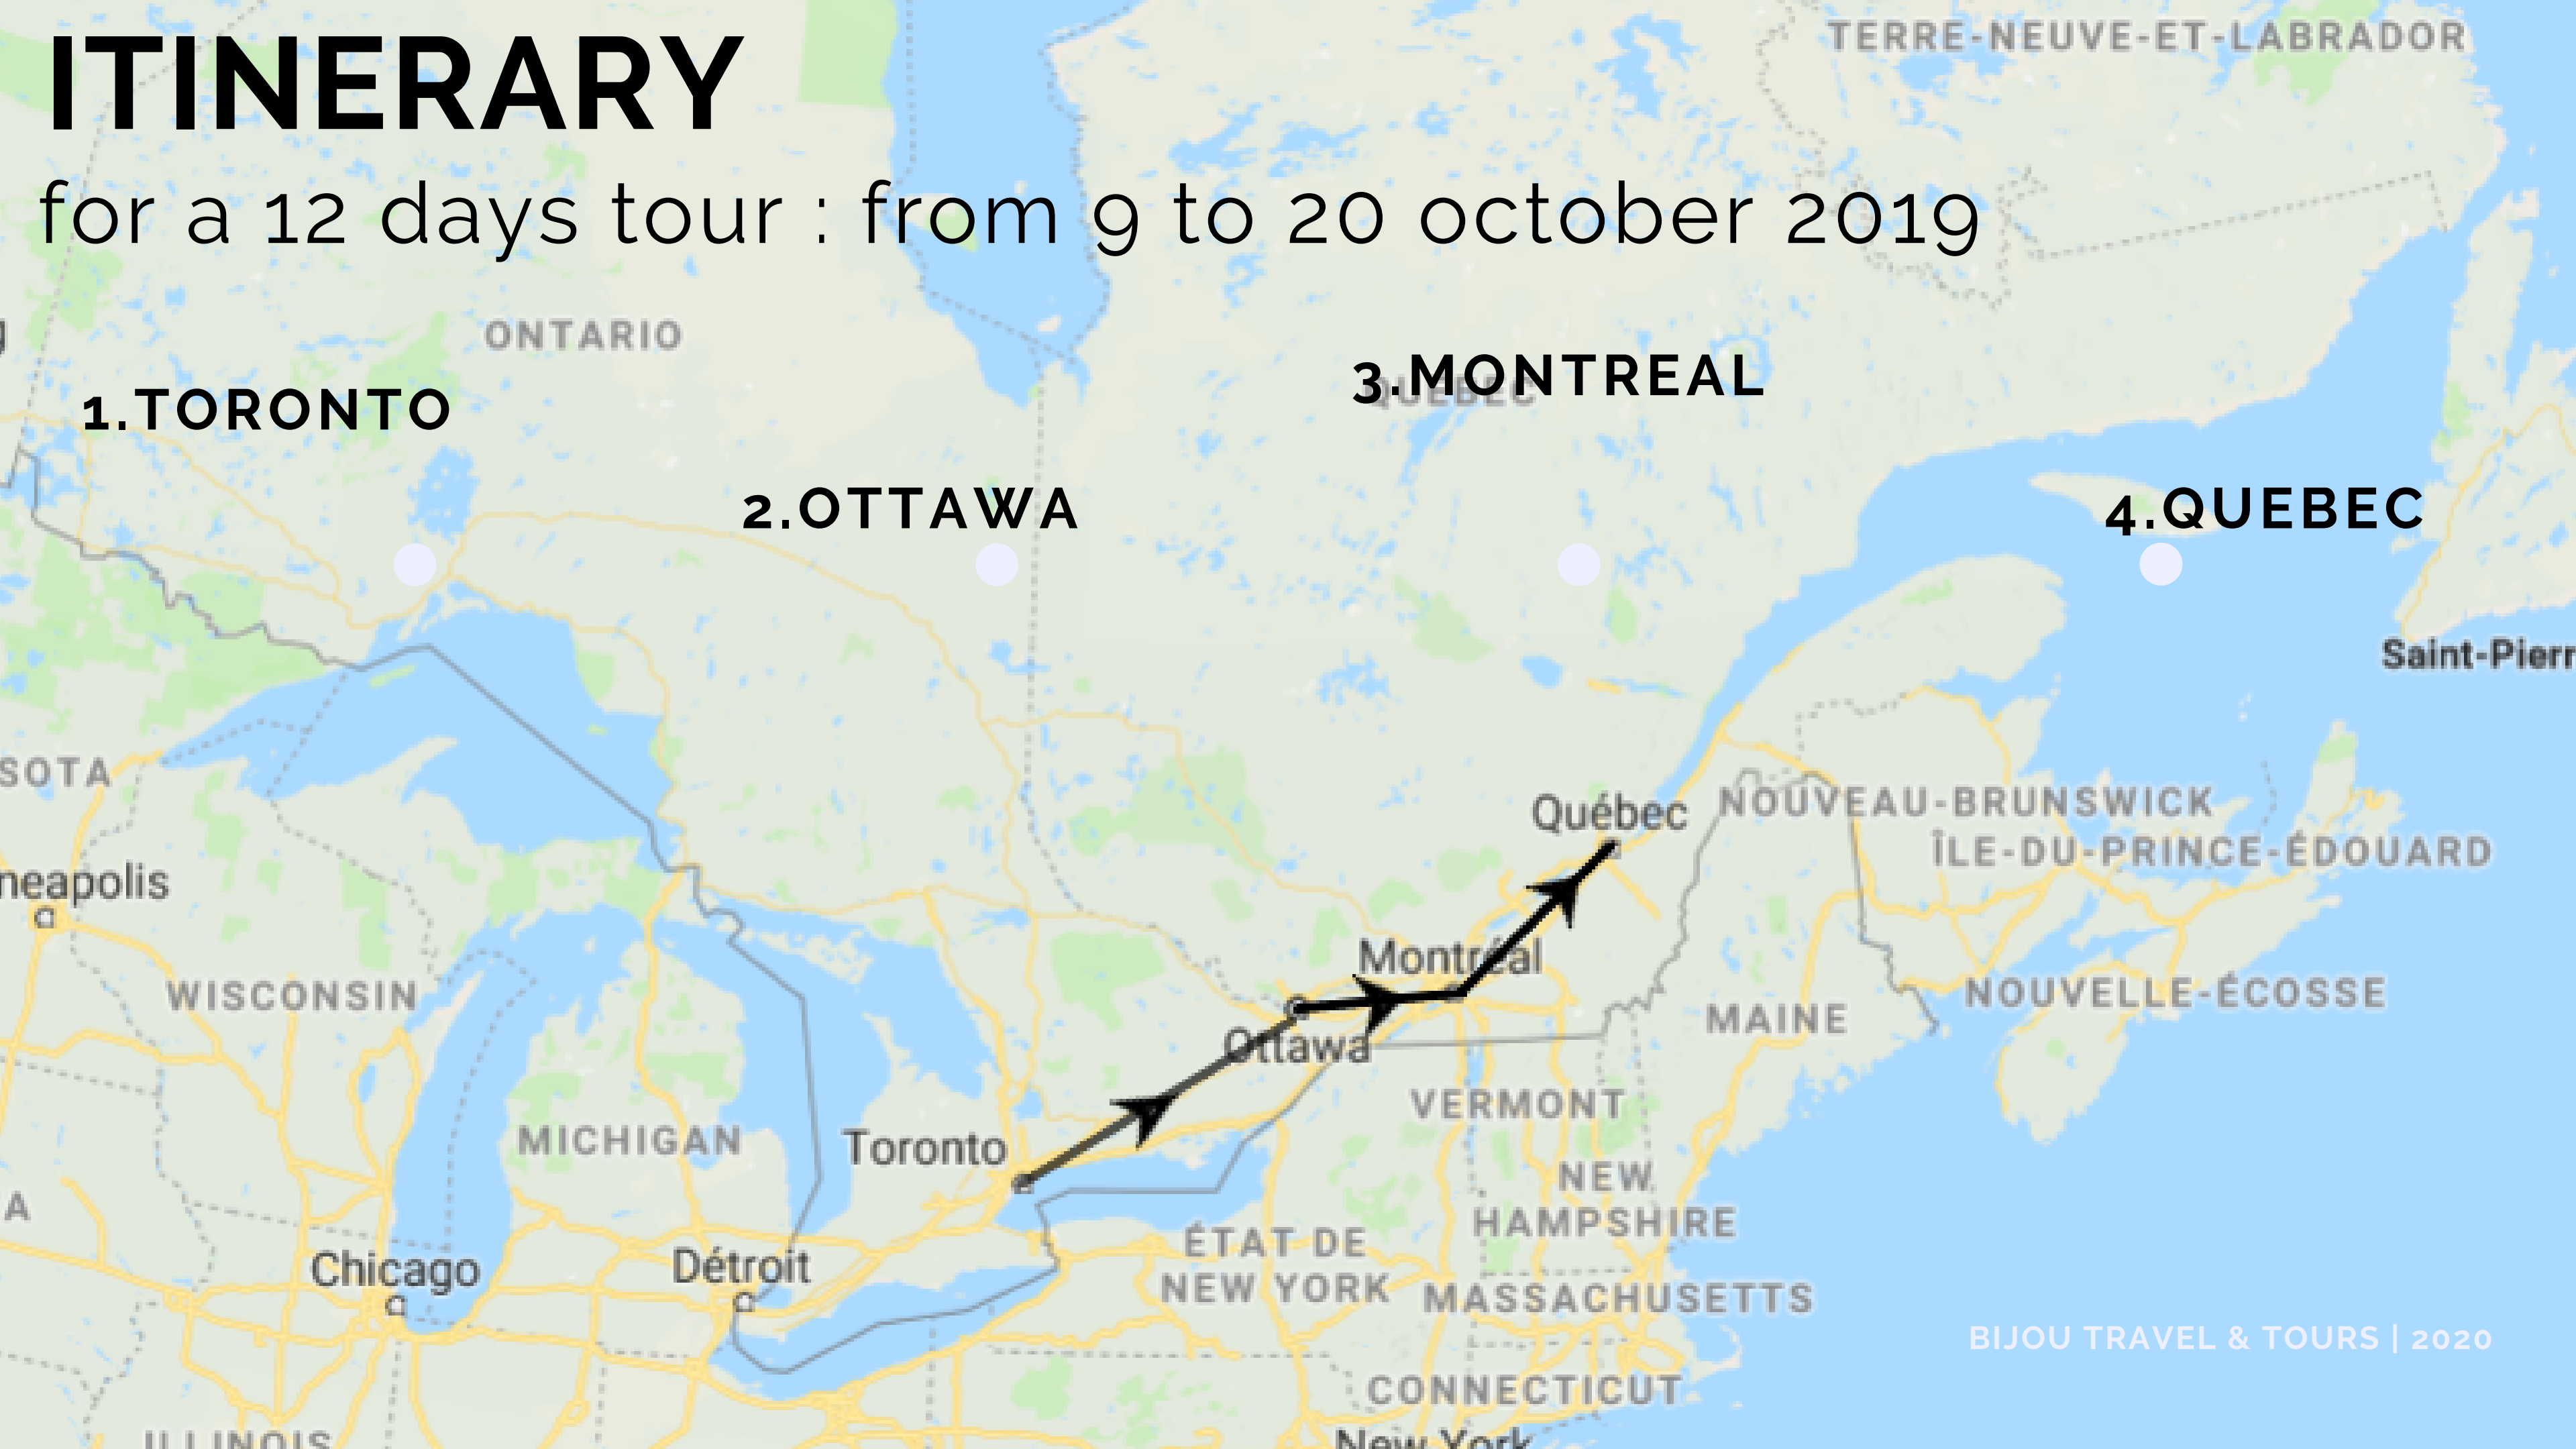 ITINERARY
for a 12 days tour : from 9 to 20 october 2019
TERRE-NEUVE-ET-LABRADOR
ONTARIO
1.TORONTO
3.MONTREAL
QUÉBEC
2.OTTAWA
4.QUEBEC
Saint-Pierr
SOTA
Québec
NOUVEAU-BRUNSWICK
ÎLE-DU-PRINCE-ÉDOUARD
neapolis
Montréal
WISCONSIN
NOUVELLE-ÉCOSSE
MAINE
Ottawa
VERMONT
MICHIGAN
Toronto
NEW
HAMPSHIRE
A
ÉTAT DE
NEW YORK
Chicago
Détroit
MASSACHUSETTS
BIJOU TRAVEL & TOURS | 2020
CONNECTICUT
ILLINOIS
New York